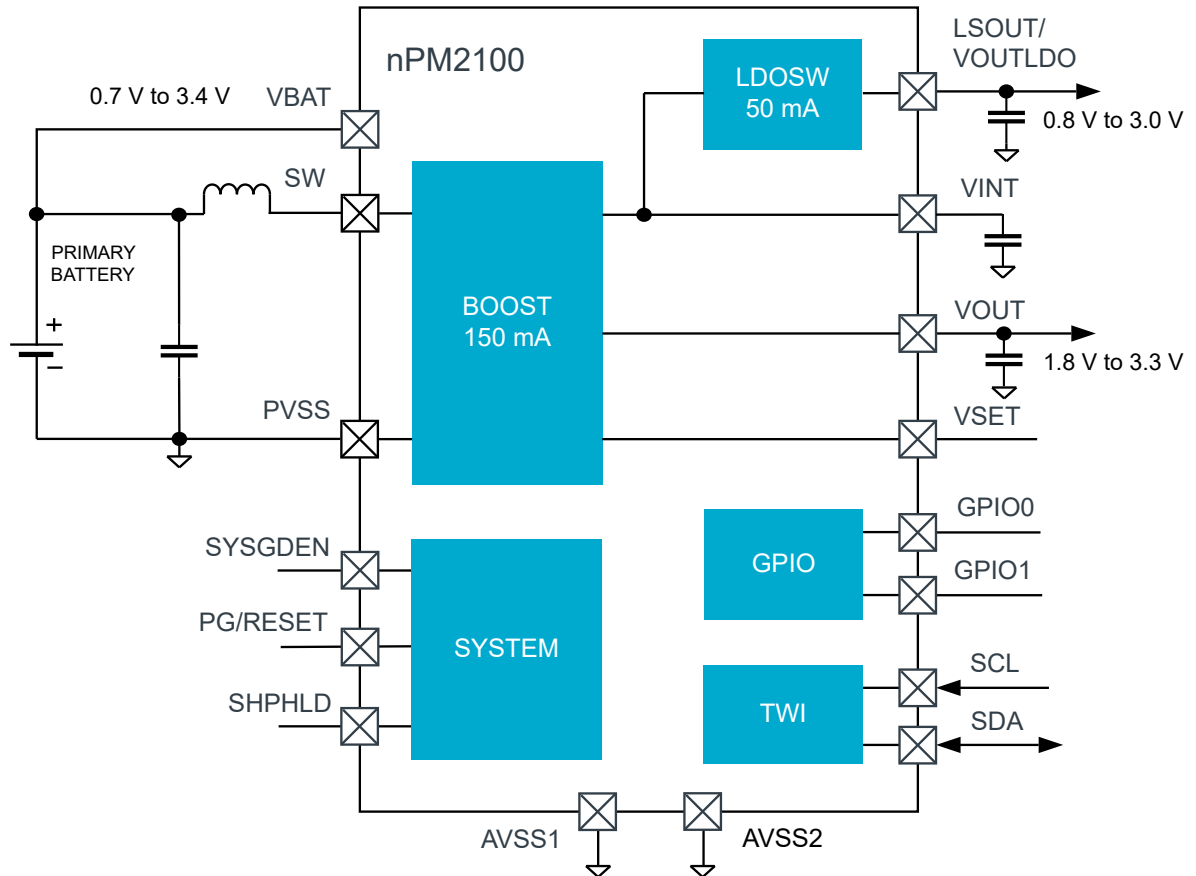 nPM2100
LSOUT/
VOUTLDO
LDOSW
50 mA
0.7 V to 3.4 V
VBAT
0.8 V to 3.0 V
SW
VINT
PRIMARY
BATTERY
BOOST
150 mA
VOUT
+
−
1.8 V to 3.3 V
PVSS
VSET
SYSGDEN
GPIO
GPIO0
GPIO1
PG/RESET
SYSTEM
SHPHLD
TWI
SCL
SDA
AVSS1
AVSS2